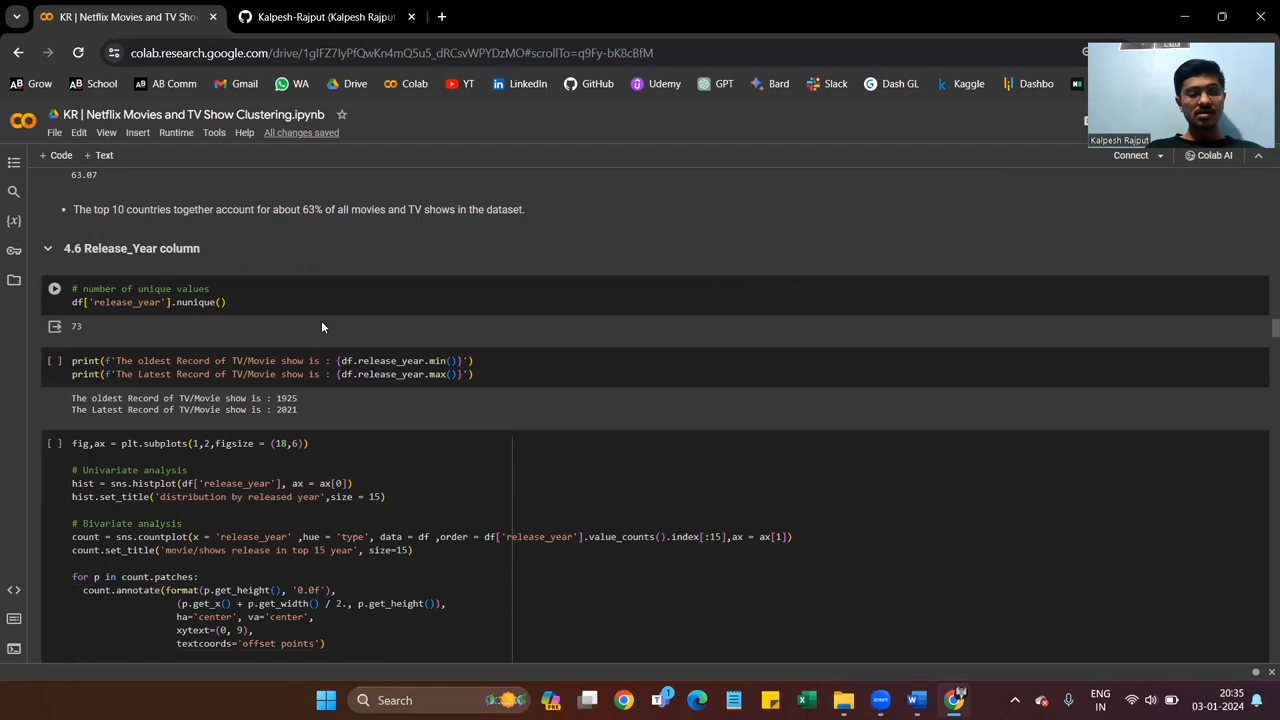 KR | Netflix Movies and TV Show
Kalpesh-Rajput (Kalpesh Rajput)
colab.research.google.com/drive/1gIFZ7IyPfQwKn4mQ5u5_dRCsvWPYDzMO#scrollTo=q9Fy-bK8cBfM
Grow
School
AB Comm
Gmail
WA
Drive
Colab
YT
LinkedIn
GitHub
Udemy
GPT
Bard
Slack
Dash GL
Kaggle
Dashbo
Kalpesh Rajput
KR | Netflix Movies and TV Show Clustering.ipynb
File Edit View Insert Runtime Tools Help All changes saved
+ Code + Text
Connect
Colab AI
63.07
• The top 10 countries together account for about 63% of all movies and TV shows in the dataset.
4.6 Release_Year column
# number of unique values
df['release_year'].nunique()
73
[ ] print(f'The oldest Record of TV/Movie show is : {df.release_year.min()}')
print(f'The Latest Record of TV/Movie show is : {df.release_year.max()}')
The oldest Record of TV/Movie show is : 1925
The Latest Record of TV/Movie show is : 2021
[ ] fig,ax = plt.subplots(1,2,figsize = (18,6))
# Univariate analysis
hist = sns.histplot(df['release_year'], ax = ax[0])
hist.set_title('distribution by released year',size = 15)
# Bivariate analysis
count = sns.countplot(x = 'release_year' ,hue = 'type', data = df ,order = df['release_year'].value_counts().index[:15],ax = ax[1])
count.set_title('movie/shows release in top 15 year', size=15)
for p in count.patches:
count.annotate(format(p.get_height(), '0.0f'),
(p.get_x() + p.get_width() / 2., p.get_height()),
ha='center', va='center',
xytext=(0, 9),
textcoords='offset points')
Search
ENG
IN
20:35
03-01-2024